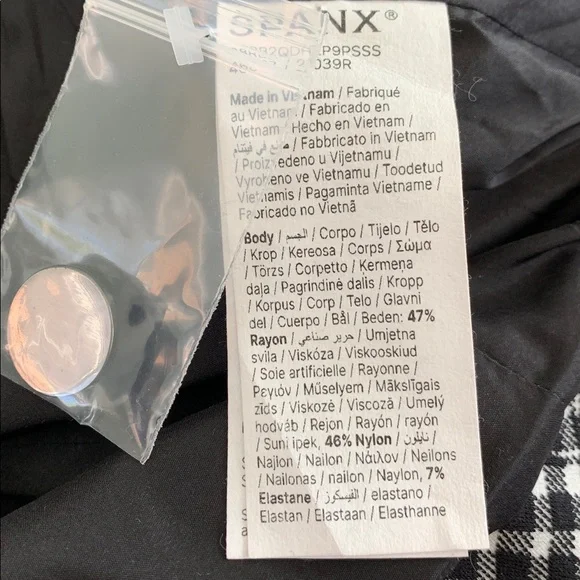 SPANX®
P9PSSS
21039R
Made in Vietnam / Fabriqué
au Vietnam / Fabricado en
Vietnam / Hecho en Vietnam /
صنع في فيتنام / Fabbricato in Vietnam
/ Proizvedeno u Vijetnamu /
Vyrobeno ve Vietnamu / Toodetud
Vietnamis / Pagaminta Vietname /
Fabricado no Vietnã
Body / الجسم / Corpo / Tijelo / Tělo
/ Krop / Kereosa / Corps / Σώμα
/ Törzs / Corpetto / Ķermeņa
daļa / Pagrindinė dalis / Kropp
/ Korpus / Corp / Telo / Glavni
del / Cuerpo / Bål / Beden: 47%
Rayon / حرير صناعي / Umjetna
svila / Viskóza / Viskooskiud
/ Soie artificielle / Rayonne /
Ρεγιόν / Műselyem / Mākslīgais
zīds / Viskozė / Viscoză / Umelý
hodváb / Rejon / Rayón / rayón
/ Suni ipek, 46% Nylon / نايلون /
Najlon / Nailon / Νάιλον / Neilons
/ Nailonas / nailon / Naylon, 7%
Elastane / الفيسكوز / elastano /
Elastan / Elastaan / Elasthanne